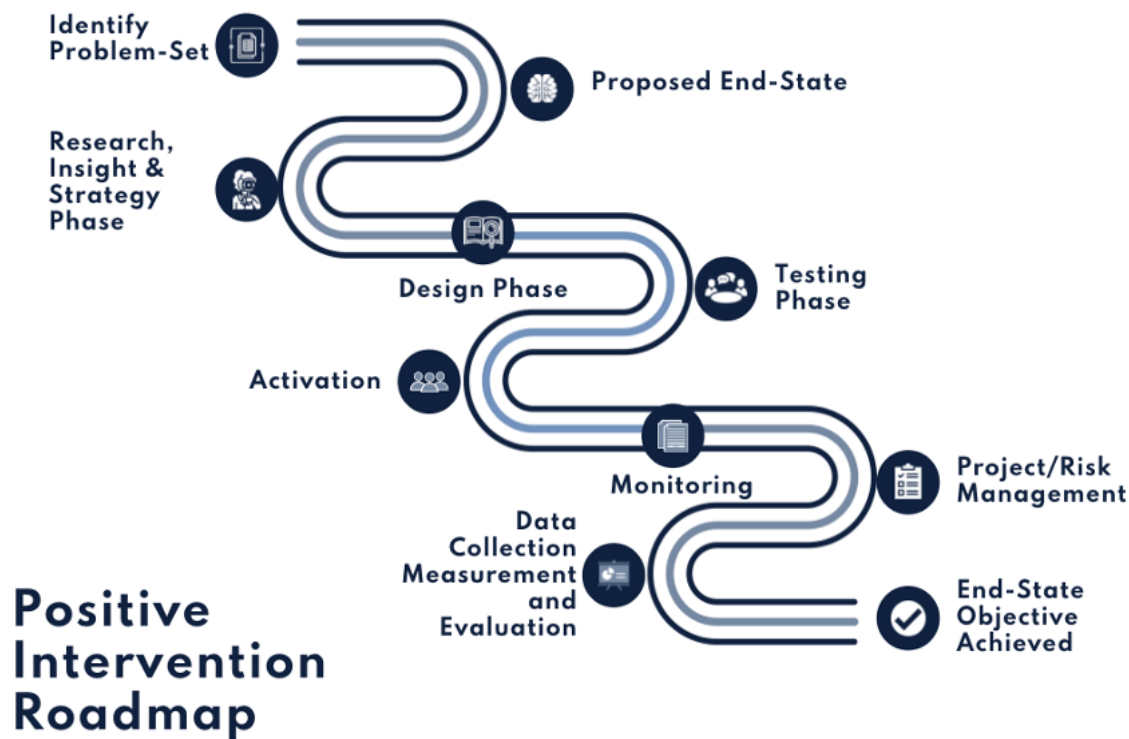 Identify
Problem-Set
Proposed End-State
Research,
Insight &
Strategy
Phase
Design Phase
Testing
Phase
Activation
Monitoring
Project/Risk
Management
Data
Collection
Measurement
and
Evaluation
End-State
Objective
Achieved
Positive
Intervention
Roadmap